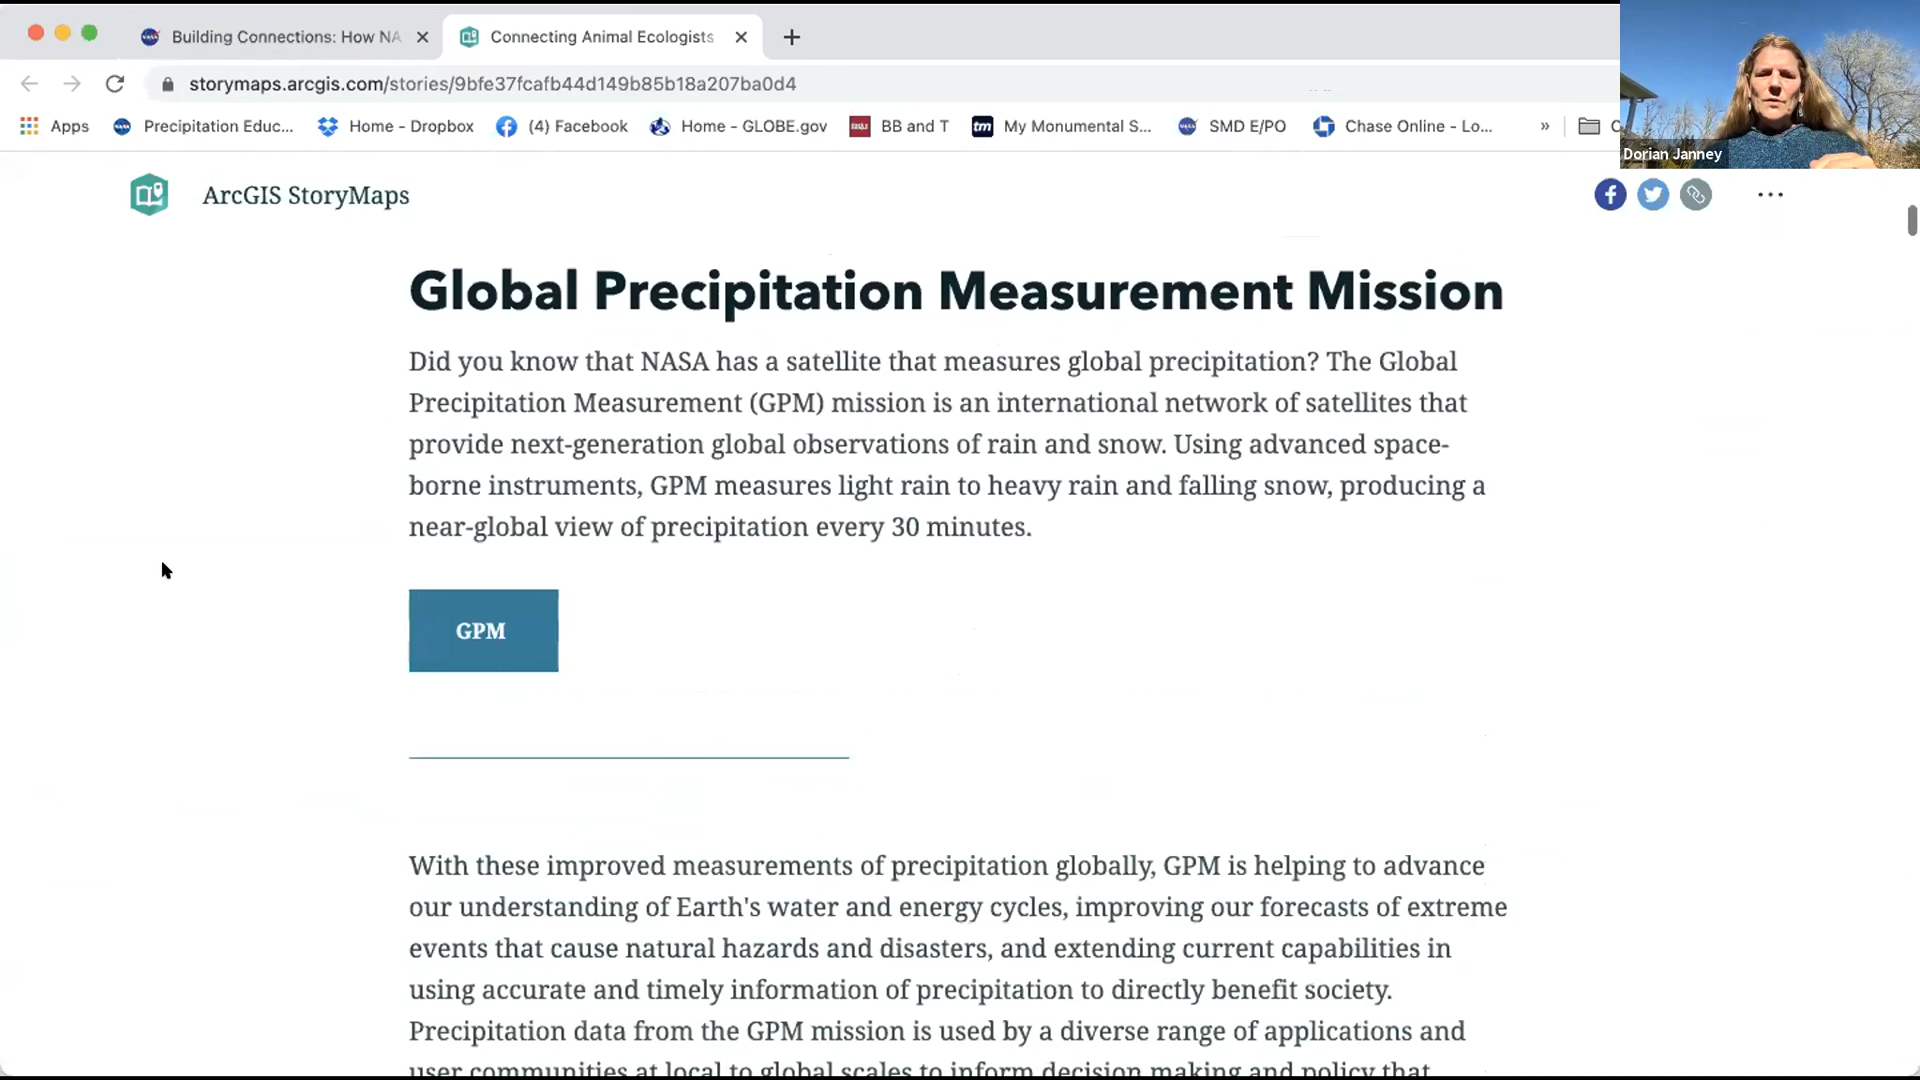 Building Connections: How NA
Connecting Animal Ecologists
storymaps.arcgis.com/stories/9bfe37fcafb44d149b85b18a207ba0d4
Apps
Precipitation Educ...
Home - Dropbox
(4) Facebook
Home - GLOBE.gov
BB and T
tm
My Monumental S...
SMD E/PO
Chase Online - Lo...
»
Dorian Janney
ArcGIS StoryMaps
Global Precipitation Measurement Mission
Did you know that NASA has a satellite that measures global precipitation? The Global
Precipitation Measurement (GPM) mission is an international network of satellites that
provide next-generation global observations of rain and snow. Using advanced space-
borne instruments, GPM measures light rain to heavy rain and falling snow, producing a
near-global view of precipitation every 30 minutes.
GPM
With these improved measurements of precipitation globally, GPM is helping to advance
our understanding of Earth's water and energy cycles, improving our forecasts of extreme
events that cause natural hazards and disasters, and extending current capabilities in
using accurate and timely information of precipitation to directly benefit society.
Precipitation data from the GPM mission is used by a diverse range of applications and
user communities at local to global scales to inform decision making and policy that